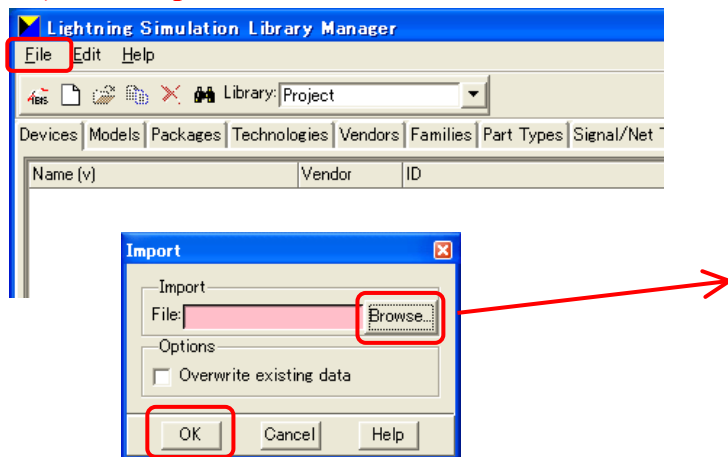 Lightning Simulation Library Manager
File Edit Help
Library: Project
Devices Models Packages Technologies Vendors Families Part Types Signal/Net
Name (v) Vendor ID
Import
Import
File: Browse...
Options
Overwrite existing data
OK Cancel Help